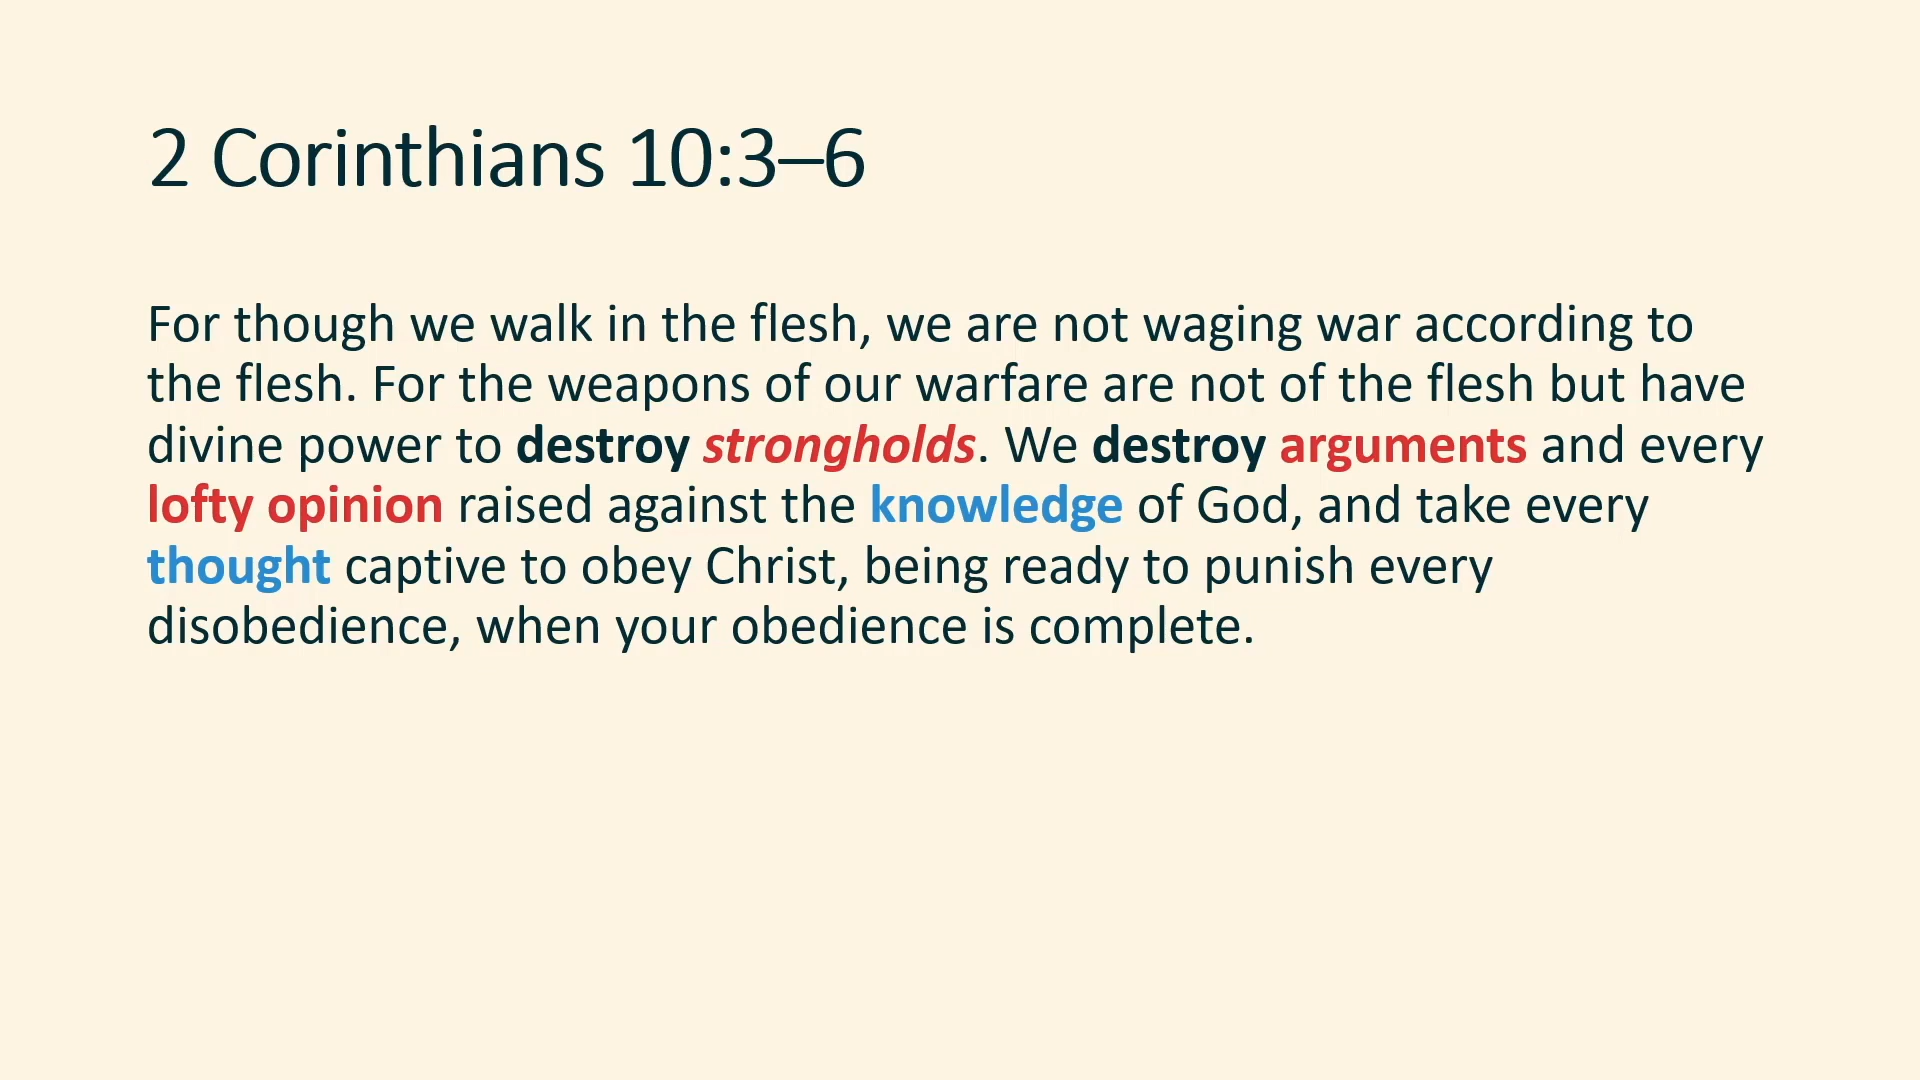 2 Corinthians 10:3–6
For though we walk in the flesh, we are not waging war according to
the flesh. For the weapons of our warfare are not of the flesh but have
divine power to destroy strongholds. We destroy arguments and every
lofty opinion raised against the knowledge of God, and take every
thought captive to obey Christ, being ready to punish every
disobedience, when your obedience is complete.